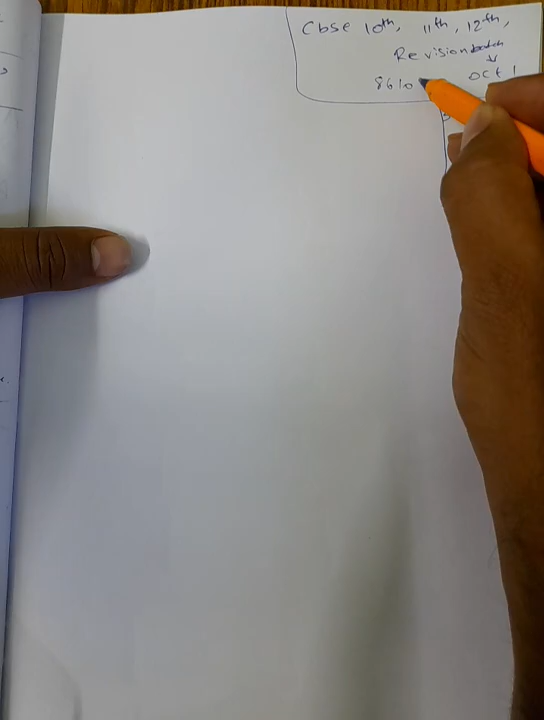 Cbse 10th, 11th, 12th,
Revision batch
↓
8610 Oct 1